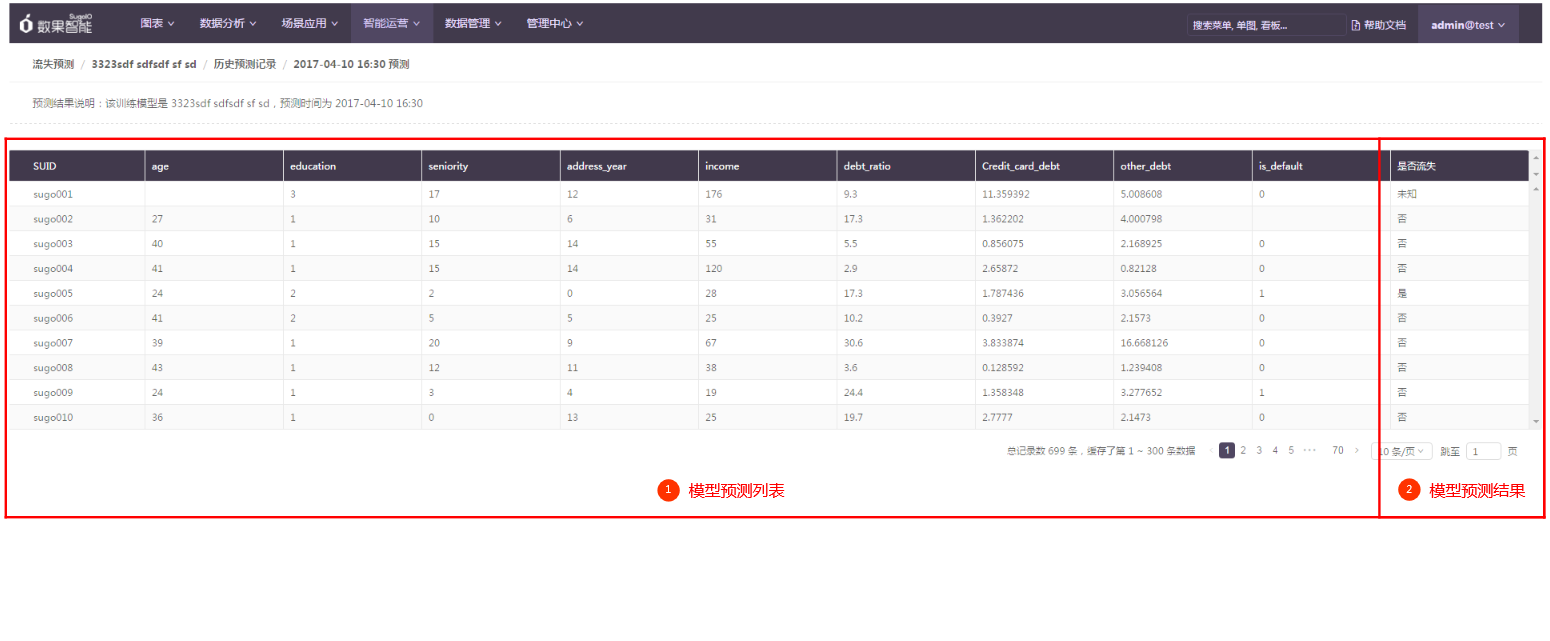 SugoIO 数果智能 图表 数据分析 场景应用 智能运营 数据管理 管理中心 搜索菜单, 单图, 看板... 帮助文档 admin@test
流失预测 / 3323sdf sdfsdf sf sd / 历史预测记录 / 2017-04-10 16:30 预测
预测结果说明：该训练模型是 3323sdf sdfsdf sf sd，预测时间为 2017-04-10 16:30
SUID age education seniority address_year income debt_ratio Credit_card_debt other_debt is_default 是否流失
sugo001 3 17 12 176 9.3 11.359392 5.008608 0 未知
sugo002 27 1 10 6 31 17.3 1.362202 4.000798 否
sugo003 40 1 15 14 55 5.5 0.856075 2.168925 0 否
sugo004 41 1 15 14 120 2.9 2.65872 0.82128 0 否
sugo005 24 2 2 0 28 17.3 1.787436 3.056564 1 是
sugo006 41 2 5 5 25 10.2 0.3927 2.1573 0 否
sugo007 39 1 20 9 67 30.6 3.833874 16.668126 0 否
sugo008 43 1 12 11 38 3.6 0.128592 1.239408 0 否
sugo009 24 1 3 4 19 24.4 1.358348 3.277652 1 否
sugo010 36 1 0 13 25 19.7 2.7777 2.1473 0 否
总记录数 699 条，缓存了第 1 ~ 300 条数据 < 1 2 3 4 5 ··· 70 > 10 条/页 跳至 1 页
1 模型预测列表 2 模型预测结果